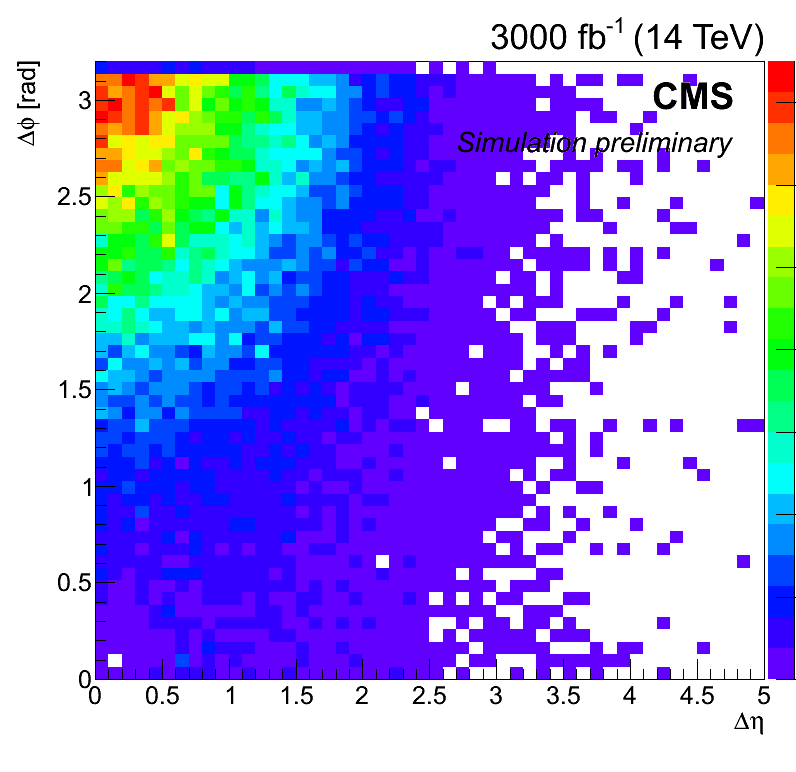 3000 fb-1 (14 TeV)
Δϕ [rad]
CMS
Simulation preliminary
3
2.5
2
1.5
1
0.5
0
0 0.5 1 1.5 2 2.5 3 3.5 4 4.5 5
Δη